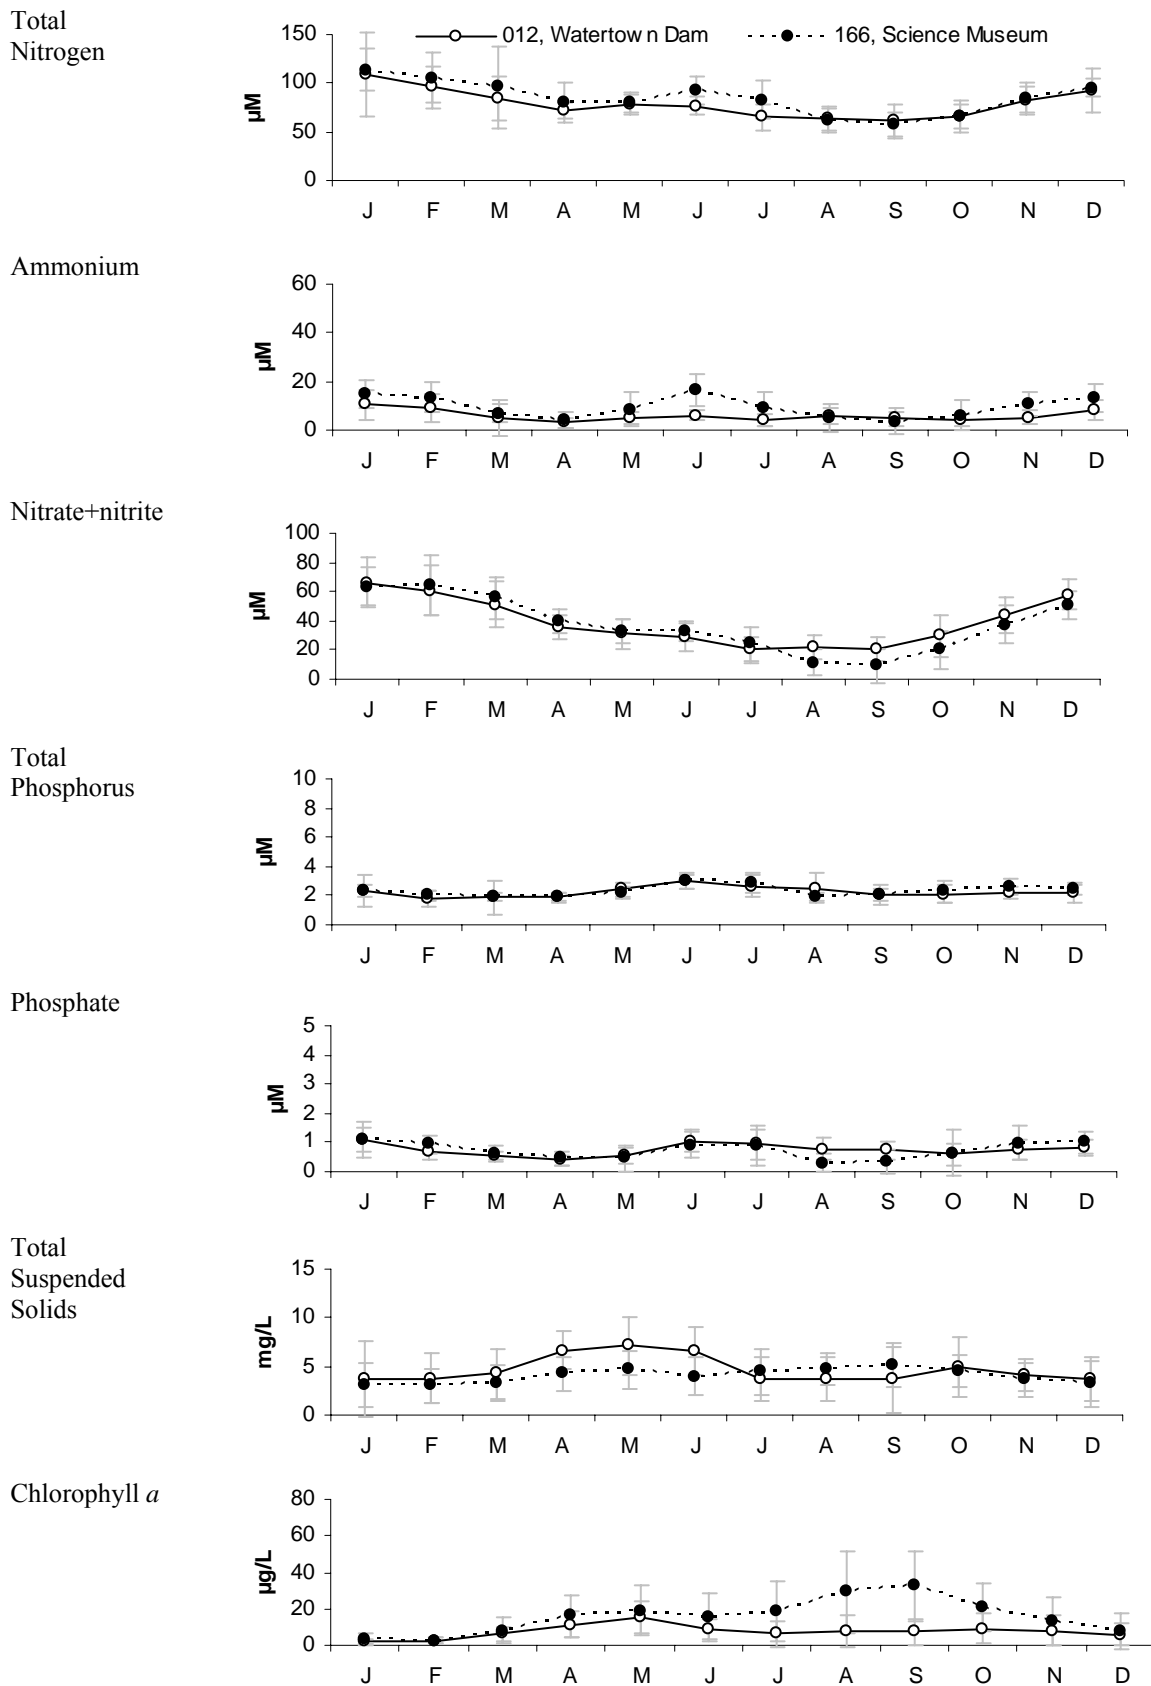 Total
Nitrogen
150
100
50
0
µM
012, Watertown Dam
166, Science Museum
J F M A M J J A S O N D
Ammonium
60
40
20
0
µM
J F M A M J J A S O N D
Nitrate+nitrite
100
80
60
40
20
0
µM
J F M A M J J A S O N D
Total
Phosphorus
10
8
6
4
2
0
µM
J F M A M J J A S O N D
Phosphate
5
4
3
2
1
0
µM
J F M A M J J A S O N D
Total
Suspended
Solids
15
10
5
0
mg/L
J F M A M J J A S O N D
Chlorophyll a
80
60
40
20
0
µg/L
J F M A M J J A S O N D